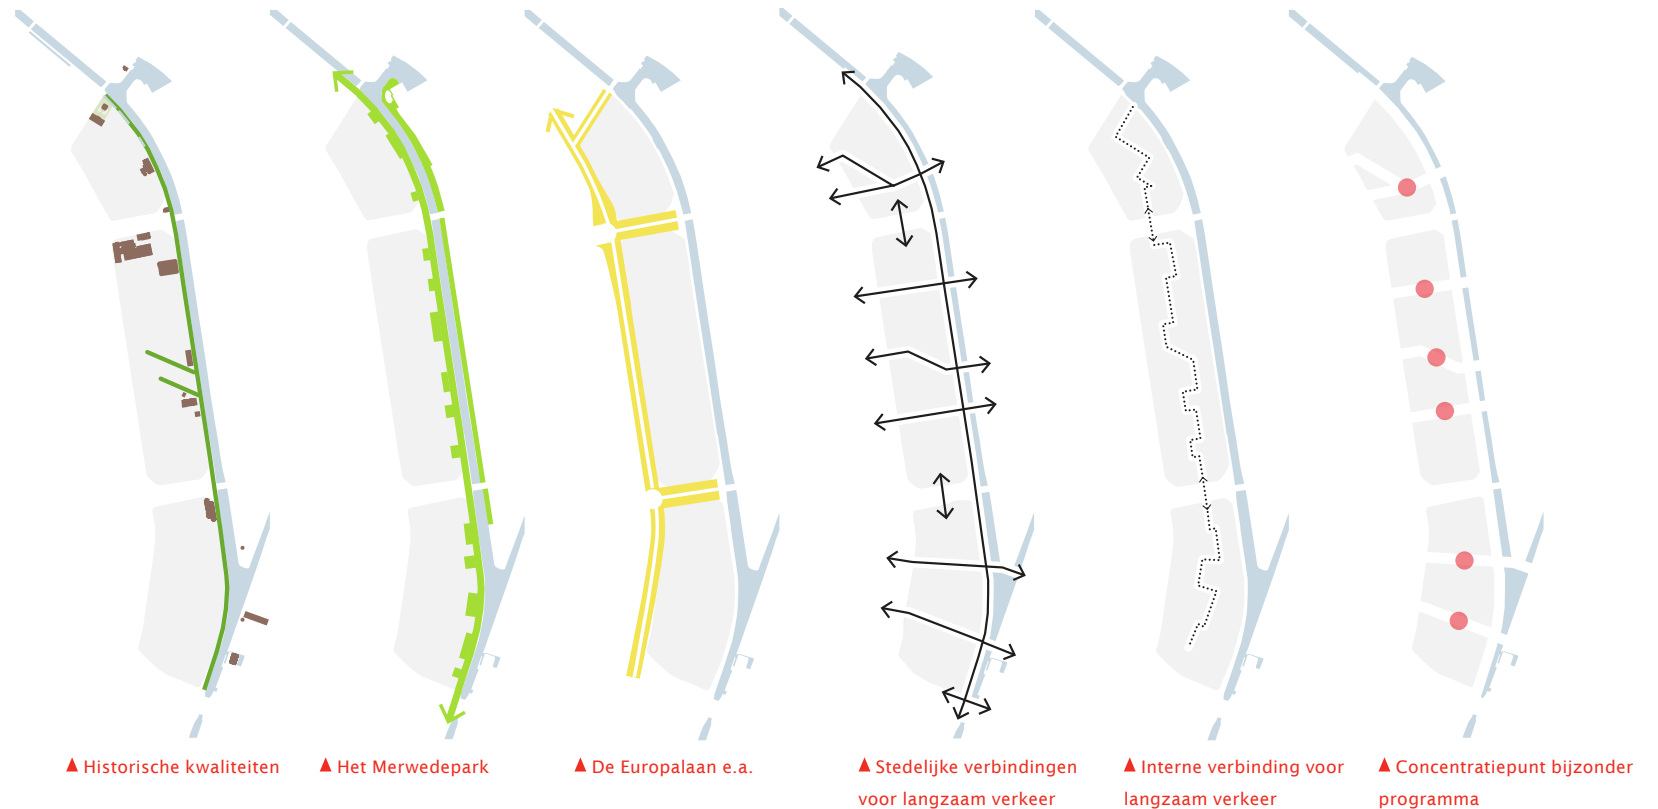 ▲ Historische kwaliteiten
▲ Het Merwedepark
▲ De Europalaan e.a.
▲ Stedelijke verbindingen
voor langzaam verkeer
▲ Interne verbinding voor
langzaam verkeer
▲ Concentratiepunt bijzonder
programma